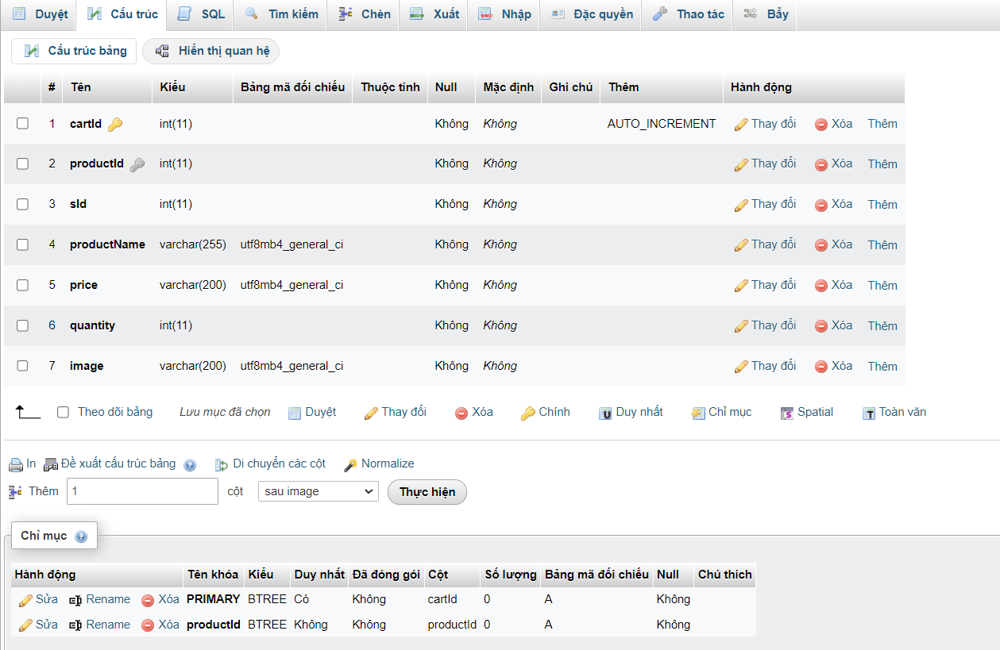 Duyệt Cấu trúc SQL Tìm kiếm Chèn Xuất Nhập Đặc quyền Thao tác Bẫy
Cấu trúc bảng Hiển thị quan hệ
# Tên Kiểu Bảng mã đối chiếu Thuộc tính Null Mặc định Ghi chú Thêm Hành động
1 cartId int(11) Không Không AUTO_INCREMENT Thay đổi Xóa Thêm
2 productId int(11) Không Không Thay đổi Xóa Thêm
3 sId int(11) Không Không Thay đổi Xóa Thêm
4 productName varchar(255) utf8mb4_general_ci Không Không Thay đổi Xóa Thêm
5 price varchar(200) utf8mb4_general_ci Không Không Thay đổi Xóa Thêm
6 quantity int(11) Không Không Thay đổi Xóa Thêm
7 image varchar(200) utf8mb4_general_ci Không Không Thay đổi Xóa Thêm
Theo dõi bảng Lưu mục đã chọn Duyệt Thay đổi Xóa Chính Duy nhất Chỉ mục Spatial Toàn văn
In Đề xuất cấu trúc bảng Di chuyển các cột Normalize
Thêm 1 cột sau image Thực hiện
Chỉ mục
Hành động Tên khóa Kiểu Duy nhất Đã đóng gói Cột Số lượng Bảng mã đối chiếu Null Chú thích
Sửa Rename Xóa PRIMARY BTREE Có Không cartId 0 A Không
Sửa Rename Xóa productId BTREE Không Không productId 0 A Không